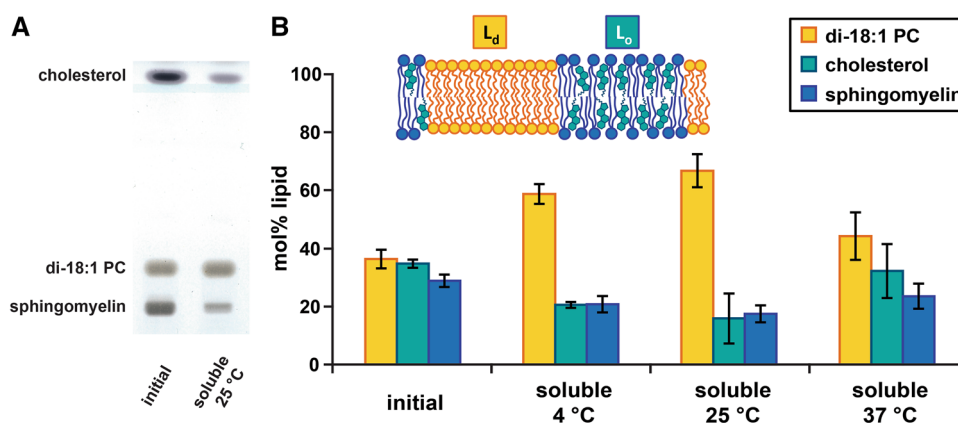 A
cholesterol
di-18:1 PC
sphingomyelin
initial
soluble
25 °C
B
Ld
Lo
di-18:1 PC
cholesterol
sphingomyelin
mol% lipid
100
80
60
40
20
0
initial
soluble
4 °C
soluble
25 °C
soluble
37 °C